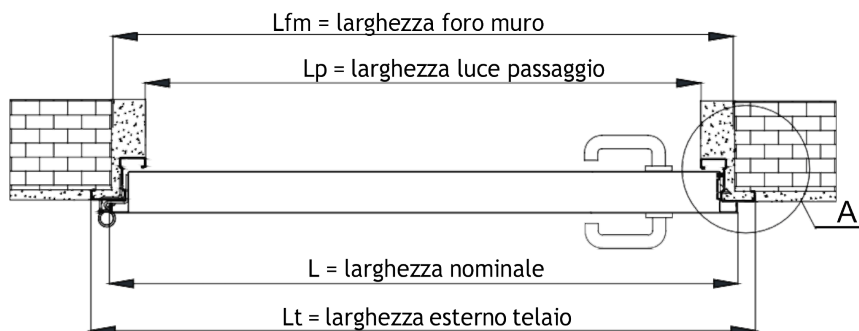 Lfm = larghezza foro muro
Lp = larghezza luce passaggio
A
L = larghezza nominale
Lt = larghezza esterno telaio